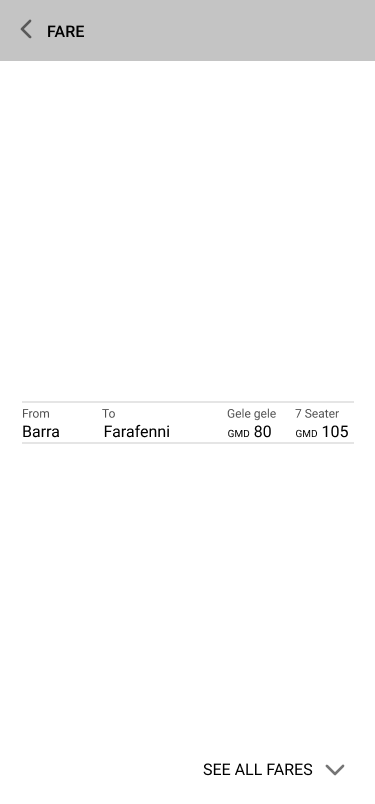 FARE
From To Gele gele 7 Seater
Barra Farafenni GMD 80 GMD 105
SEE ALL FARES